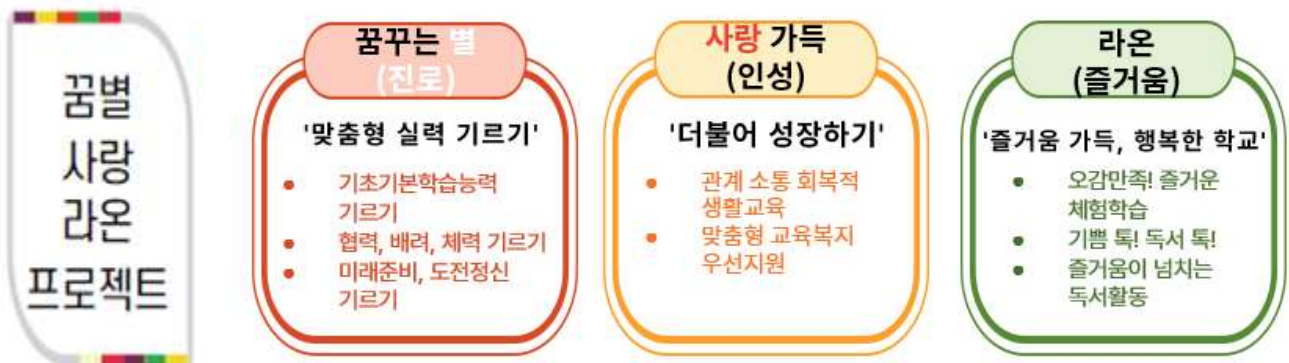 꿈별
사랑
라온
프로젝트
꿈꾸는 별
(진로)
'맞춤형 실력 기르기'
• 기초기본학습능력
기르기
• 협력, 배려, 체력 기르기
• 미래준비, 도전정신
기르기
사랑 가득
(인성)
'더불어 성장하기'
• 관계 소통 회복적
생활교육
• 맞춤형 교육복지
우선지원
라온
(즐거움)
'즐거움 가득, 행복한 학교'
• 오감만족! 즐거운
체험학습
• 기쁨 톡! 독서 톡!
• 즐거움이 넘치는
독서활동